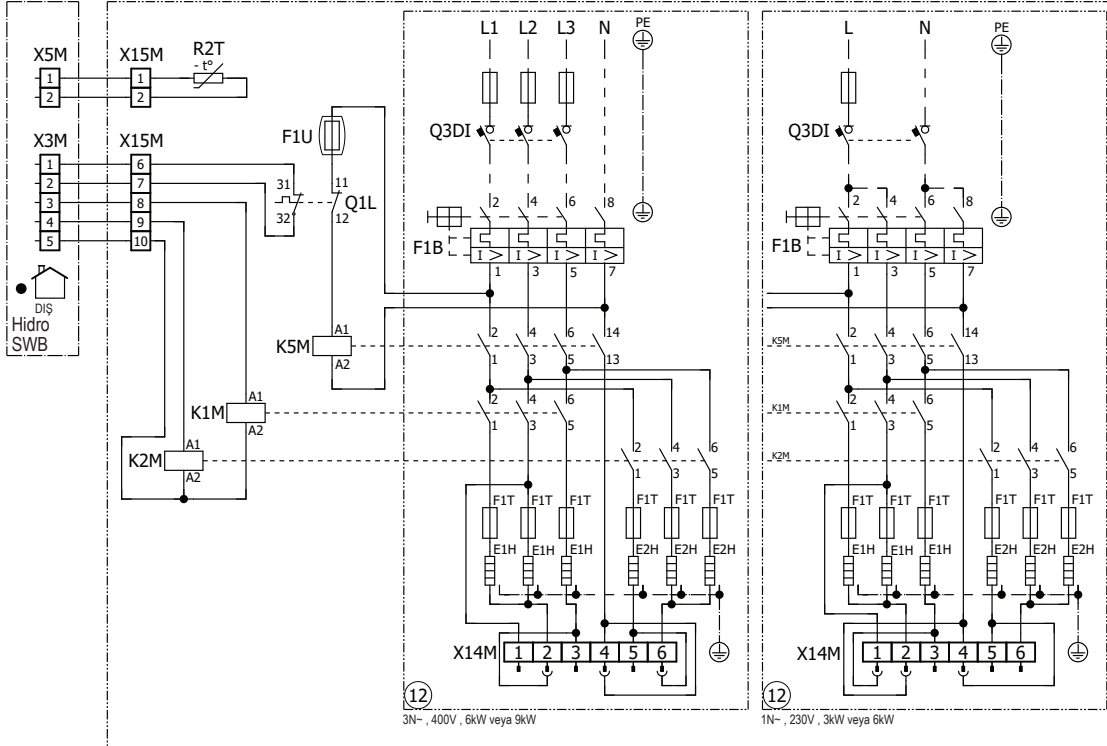 X5M
1
2
X15M
1
2
R2T
- t°
X3M
1
2
3
4
5
X15M
6
7
8
9
10
DIŞ
Hidro
SWB
F1U
31
32
11
12
Q1L
K5M
A1
A2
K1M
A1
A2
K2M
A1
A2
L1 L2 L3 N PE
Q3DI
2 4 6 8
F1B
I > I > I > I >
1 3 5 7
2 4 6 14
1 3 5 13
2 4 6
1 3 5
2 4 6
1 3 5
F1T F1T F1T F1T F1T F1T
E1H E1H E1H E2H E2H E2H
X14M 1 2 3 4 5 6
12
3N~ , 400V , 6kW veya 9kW
L N PE
Q3DI
2 4 6 8
F1B
I > I > I > I >
1 3 5 7
K5M
2 4 6 14
1 3 5 13
K1M
2 4 6
1 3 5
K2M
2 4 6
1 3 5
F1T F1T F1T F1T F1T F1T
E1H E1H E1H E2H E2H E2H
X14M 1 2 3 4 5 6
12
1N~ , 230V , 3kW veya 6kW